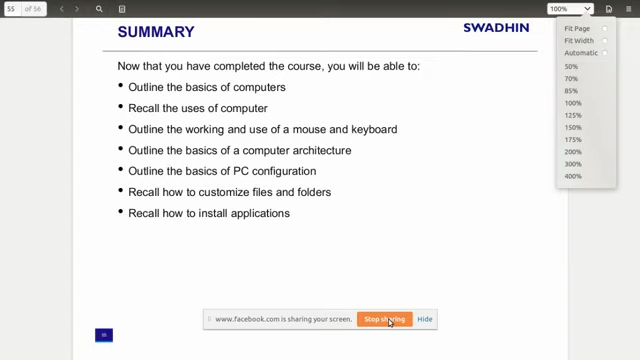 55 of 56
100%
SUMMARY
SWADHIN
Now that you have completed the course, you will be able to:
• Outline the basics of computers
• Recall the uses of computer
• Outline the working and use of a mouse and keyboard
• Outline the basics of a computer architecture
• Outline the basics of PC configuration
• Recall how to customize files and folders
• Recall how to install applications
Fit Page
Fit Width
Automatic
50%
70%
85%
100%
125%
150%
175%
200%
300%
400%
www.facebook.com is sharing your screen. Stop sharing Hide
55